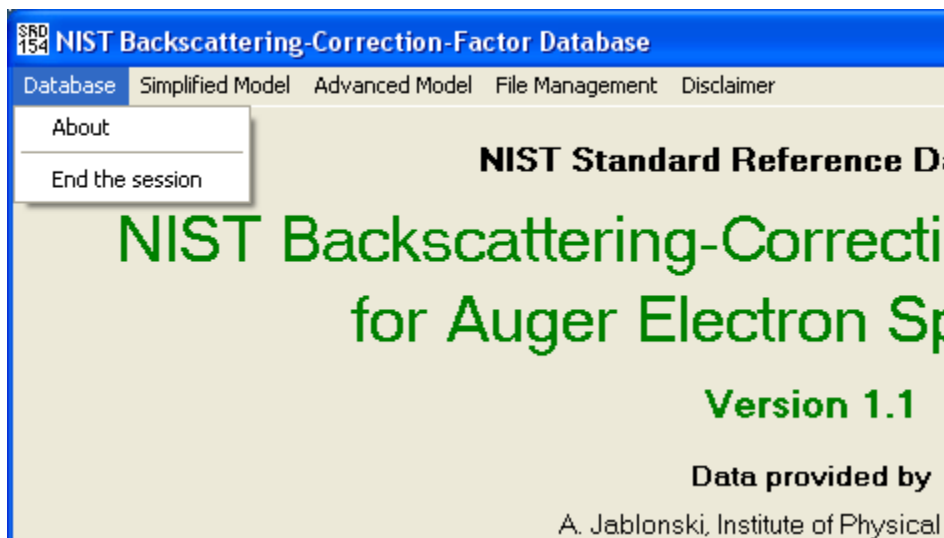 SRD 154 NIST Backscattering-Correction-Factor Database
Database Simplified Model Advanced Model File Management Disclaimer
About
End the session
NIST Standard Reference
NIST Backscattering-Correcti
for Auger Electron Sp
Version 1.1
Data provided by
A. Jablonski, Institute of Physical